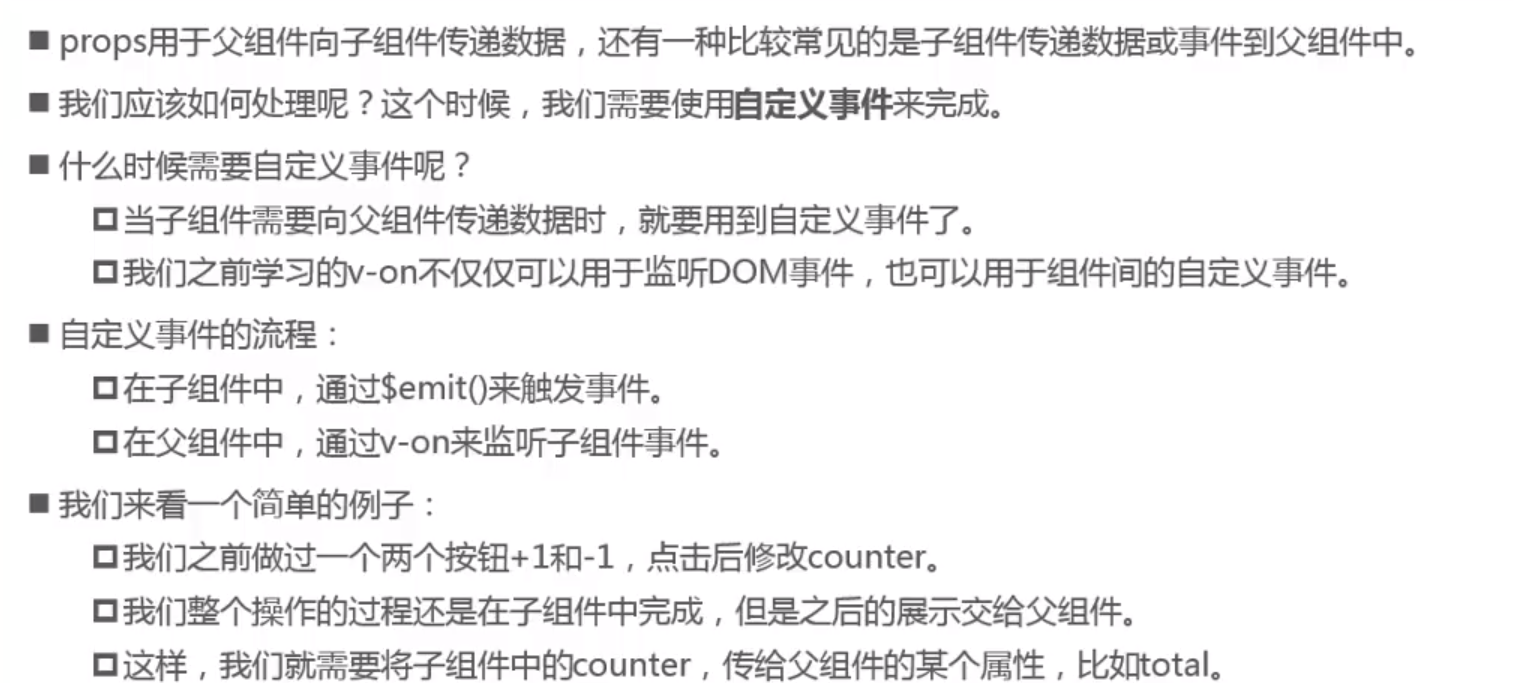 ■ props用于父组件向子组件传递数据，还有一种比较常见的是子组件传递数据或事件到父组件中。
■ 我们应该如何处理呢？这个时候，我们需要使用自定义事件来完成。
■ 什么时候需要自定义事件呢？
□ 当子组件需要向父组件传递数据时，就要用到自定义事件了。
□ 我们之前学习的v-on不仅仅可以用于监听DOM事件，也可以用于组件间的自定义事件。
■ 自定义事件的流程：
□ 在子组件中，通过$emit()来触发事件。
□ 在父组件中，通过v-on来监听子组件事件。
■ 我们来看一个简单的例子：
□ 我们之前做过一个两个按钮+1和-1，点击后修改counter。
□ 我们整个操作的过程还是在子组件中完成，但是之后的展示交给父组件。
□ 这样，我们就需要将子组件中的counter，传给父组件的某个属性，比如total。